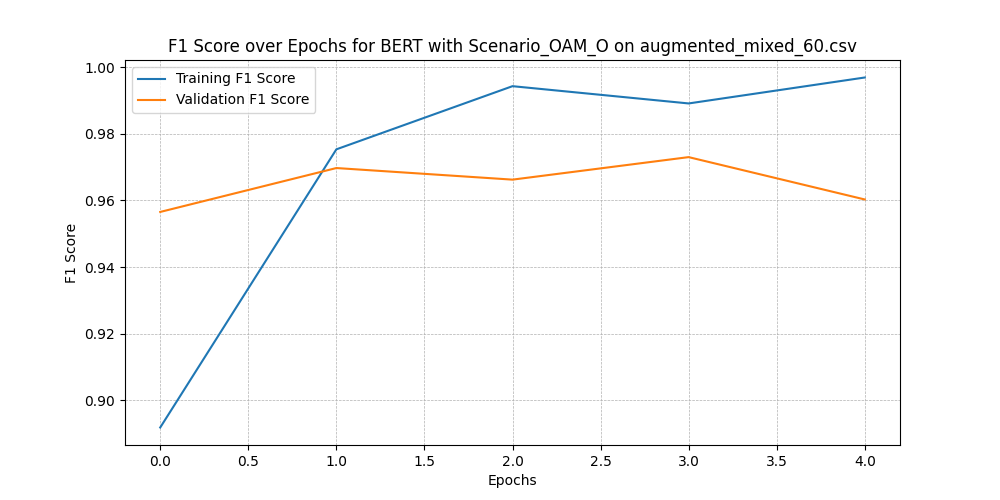 F1 Score over Epochs for BERT with Scenario_OAM_O on augmented_mixed_60.csv
Training F1 Score
Validation F1 Score
F1 Score
1.00
0.98
0.96
0.94
0.92
0.90
0.0 0.5 1.0 1.5 2.0 2.5 3.0 3.5 4.0
Epochs